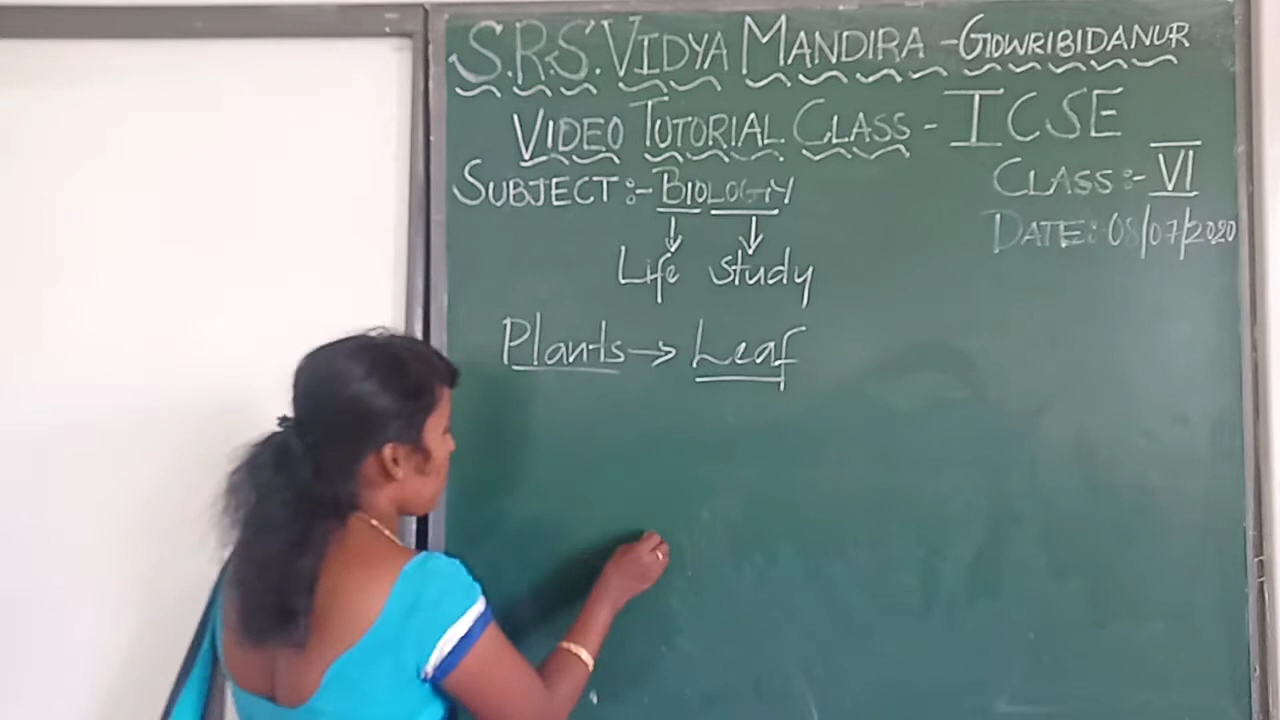 S.R.S. VIDYA MANDIRA - GOWRIBIDANUR
VIDEO TUTORIAL CLASS - ICSE
SUBJECT :- BIOLOGY
CLASS :- VI
DATE: 08/07/2020
Life study
Plants → Leaf